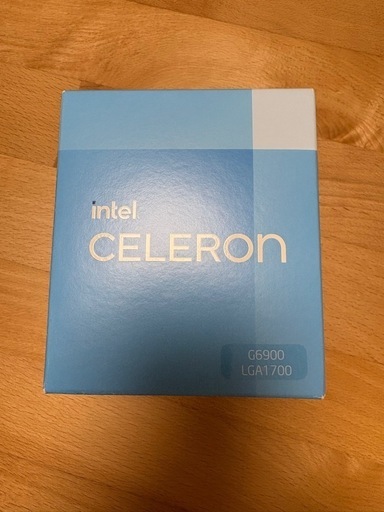 intel
CELERON
G6900
LGA1700